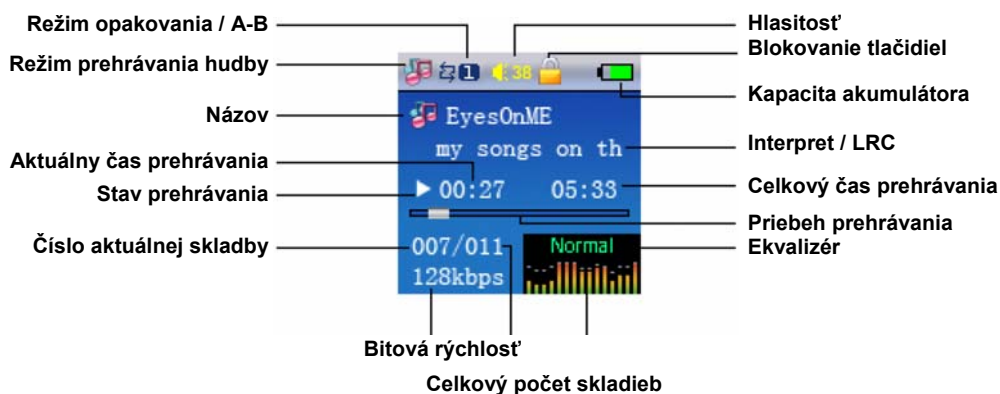 Režim opakovania / A-B
Hlasitosť
Blokovanie tlačidiel
Režim prehrávania hudby
1
38
Kapacita akumulátora
Názov
EyesOnME
Interpret / LRC
my songs on th
Aktuálny čas prehrávania
Stav prehrávania
00:27 05:33
Celkový čas prehrávania
Priebeh prehrávania
Číslo aktuálnej skladby
007/011
Normal
Ekvalizér
128kbps
Bitová rýchlosť
Celkový počet skladieb